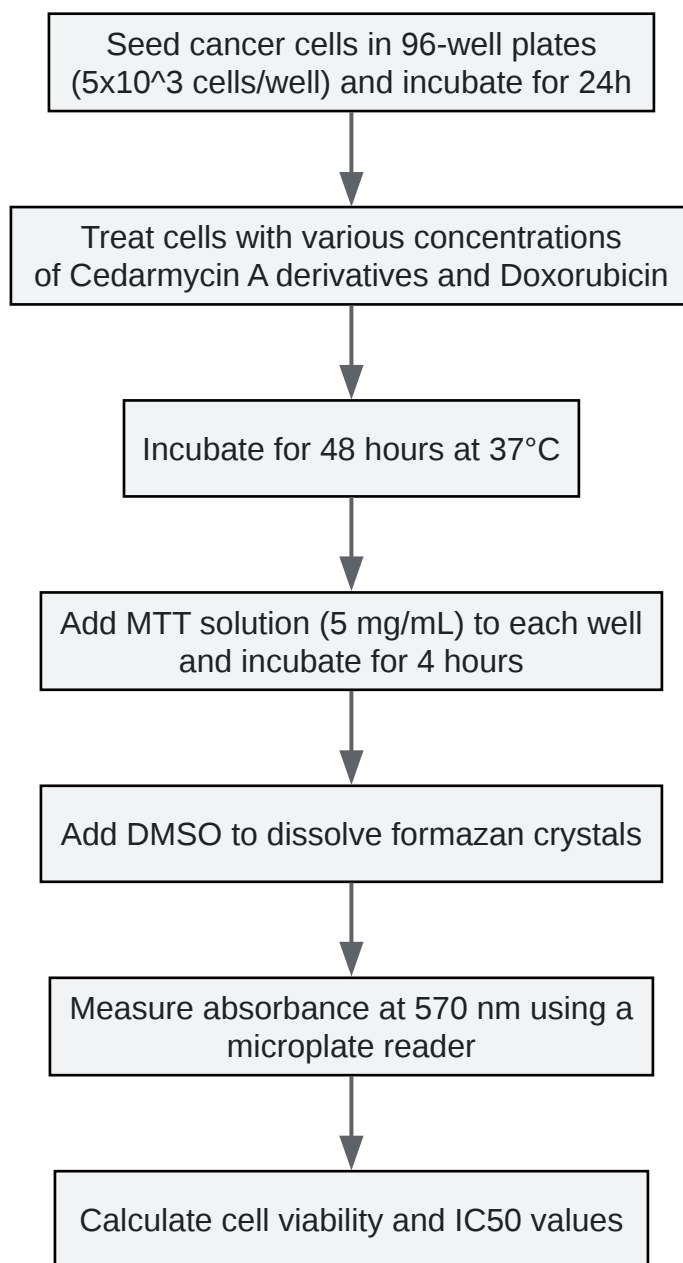 Seed cancer cells in 96-well plates
(5x10^3 cells/well) and incubate for 24h
Treat cells with various concentrations
of Cedarmycin A derivatives and Doxorubicin
Incubate for 48 hours at 37°C
Add MTT solution (5 mg/mL) to each well
and incubate for 4 hours
Add DMSO to dissolve formazan crystals
Measure absorbance at 570 nm using a
microplate reader
Calculate cell viability and IC50 values